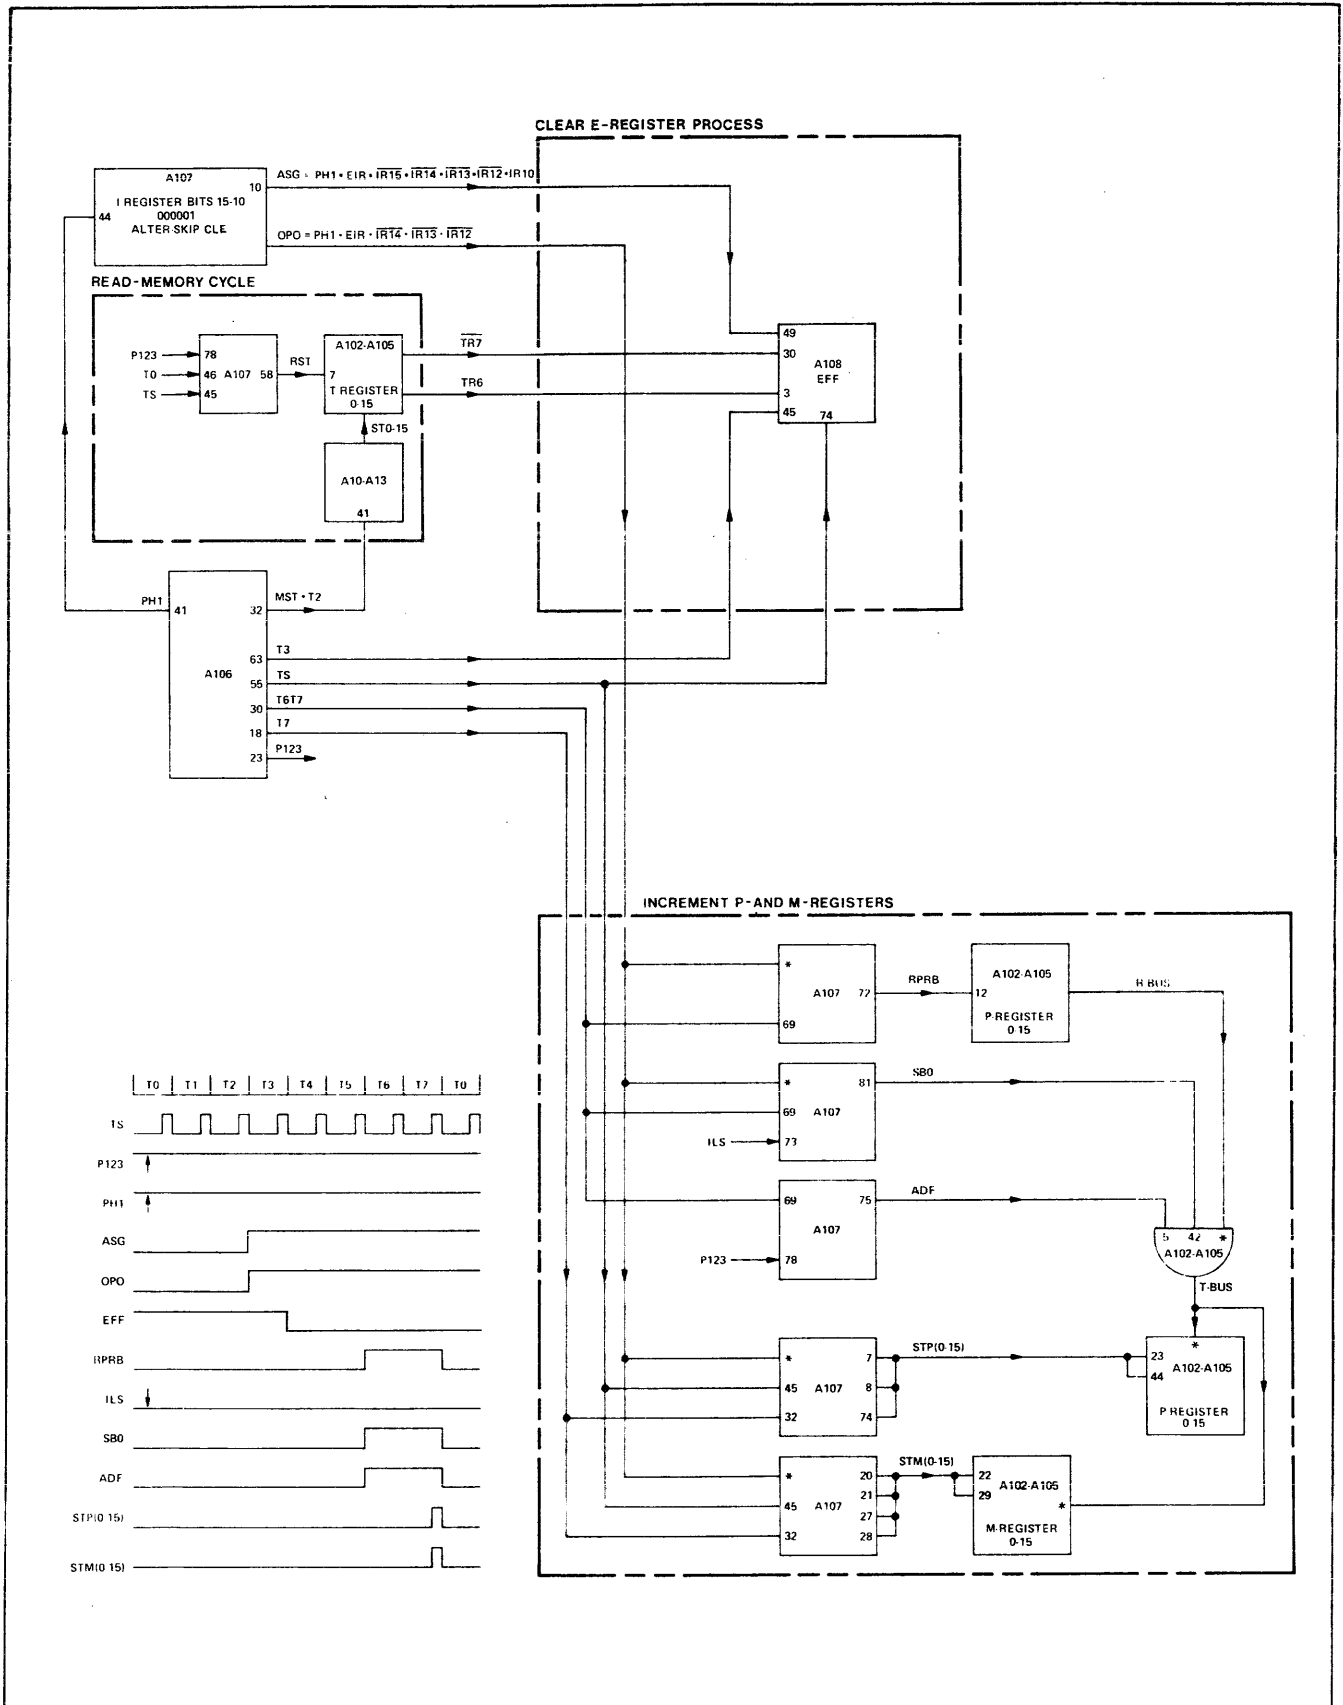 CLEAR E-REGISTER PROCESS
A107
10
I REGISTER BITS 15-10
000001
ALTER-SKIP CLE
44
ASG = PH1 • EIR • IR15 • IR14 • IR13 • IR12 • IR10
OPO = PH1 • EIR • IR14 • IR13 • IR12
READ-MEMORY CYCLE
P123
T0
TS
78
46 A107 58
45
RST
A102-A105
7
T REGISTER
0-15
ST0-15
A10-A13
41
TR7
TR6
49
30
A108
EFF
3
45
74
PH1
41
32
MST • T2
A106
63
T3
55
TS
30
T6T7
18
T7
23
P123
INCREMENT P-AND M-REGISTERS
*
A107 72
69
RPRB
A102-A105
12
P-REGISTER
0-15
R-BUS
*
81
69
A107
ILS
73
SB0
69
75
A107
P123
78
ADF
5 42 *
A102-A105
T-BUS
*
7
45
A107
8
32
74
STP(0-15)
*
23
A102-A105
44
P REGISTER
0-15
*
20
21
45
A107
27
32
28
STM(0-15)
22
A102-A105
29
*
M-REGISTER
0-15
T0 T1 T2 T3 T4 T5 T6 T7 T0
TS
P123
PH1
ASG
OPO
EFF
RPRB
ILS
SB0
ADF
STP(0-15)
STM(0-15)